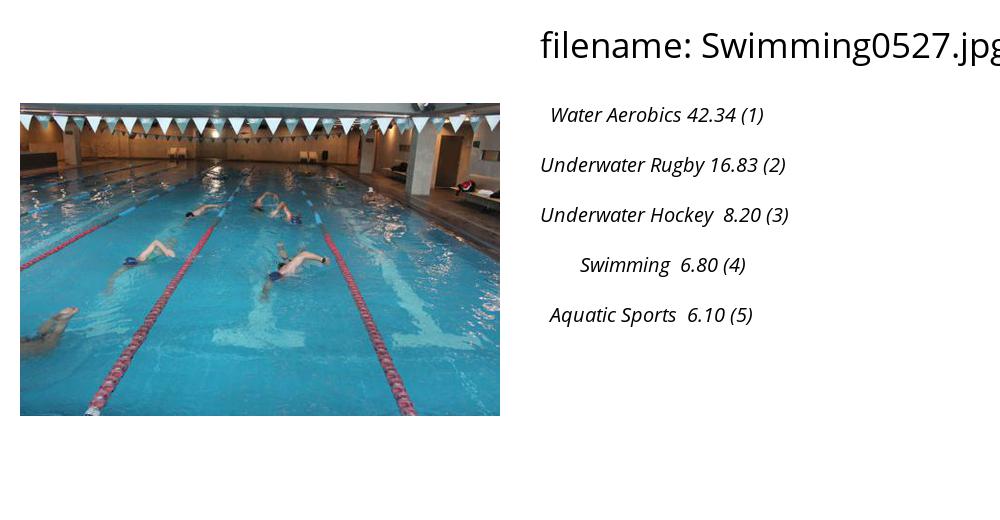 filename: Swimming0527.jpg
Water Aerobics 42.34 (1)
Underwater Rugby 16.83 (2)
Underwater Hockey 8.20 (3)
Swimming 6.80 (4)
Aquatic Sports 6.10 (5)